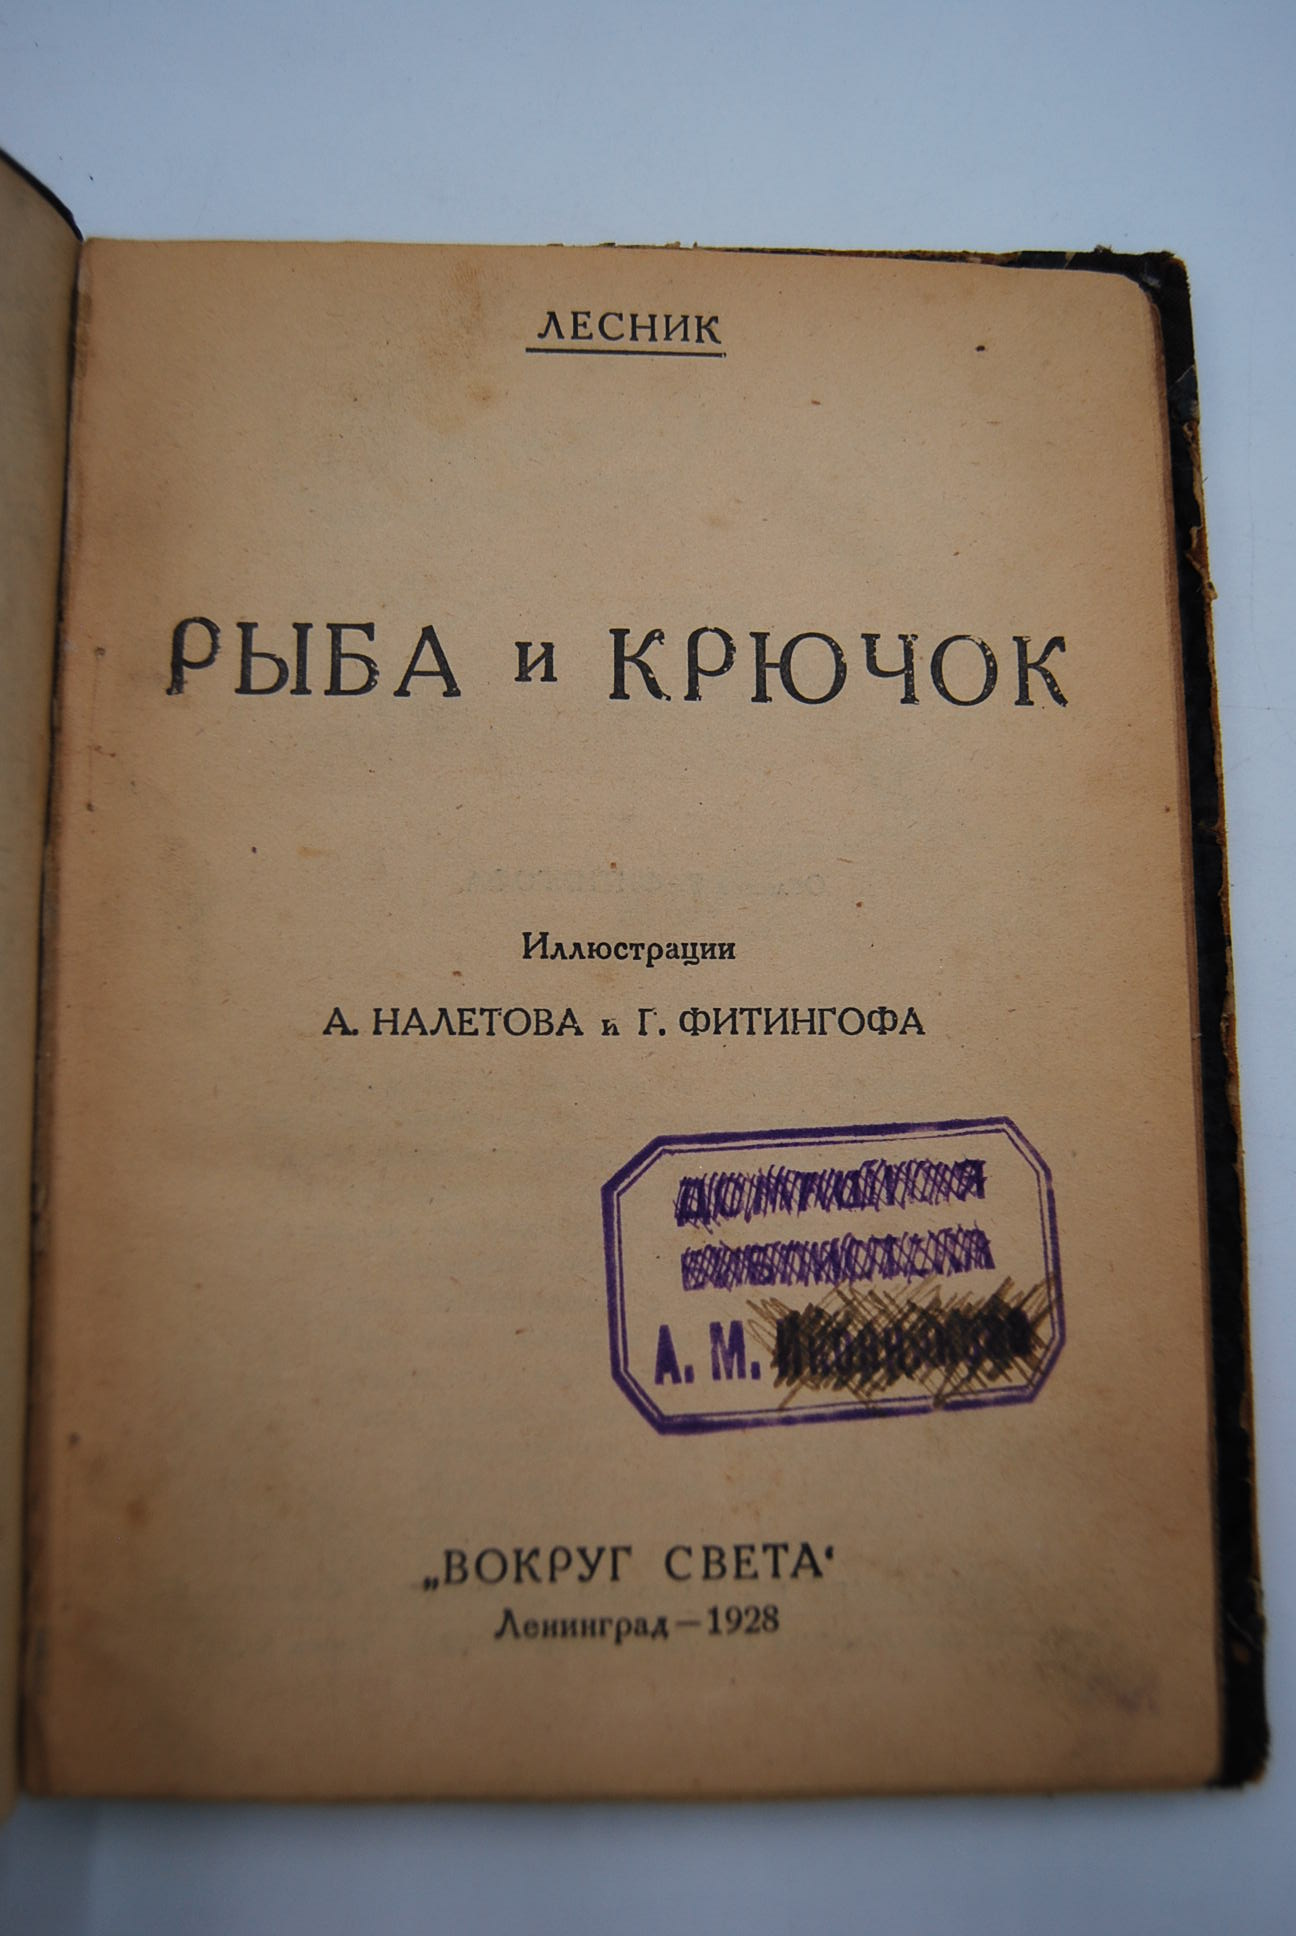 ЛЕСНИК
РЫБА и КРЮЧОК
Иллюстрации
А. НАЛЕТОВА и Г. ФИТИНГОФА
А. М.
„ВОКРУГ СВЕТА‘
Ленинград — 1928